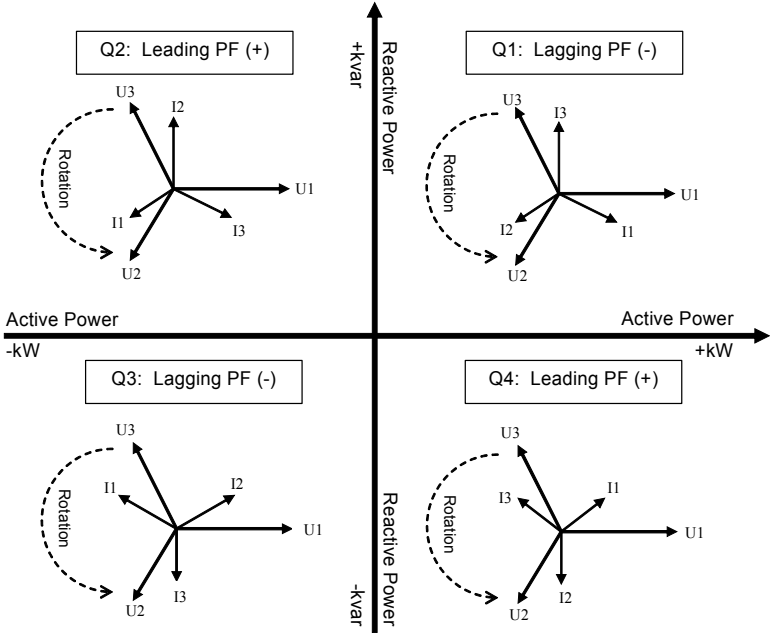 Q2: Leading PF (+)
+kvar
Reactive Power
Q1: Lagging PF (-)
U3
I2
Rotation
U1
I1
I3
U2
U3
I3
Rotation
U1
I2
I1
U2
Active Power
-kW
Active Power
+kW
Q3: Lagging PF (-)
Q4: Leading PF (+)
U3
I1
I2
Rotation
U1
I3
U2
-kvar
Reactive Power
U3
I3
I1
Rotation
U1
I2
U2